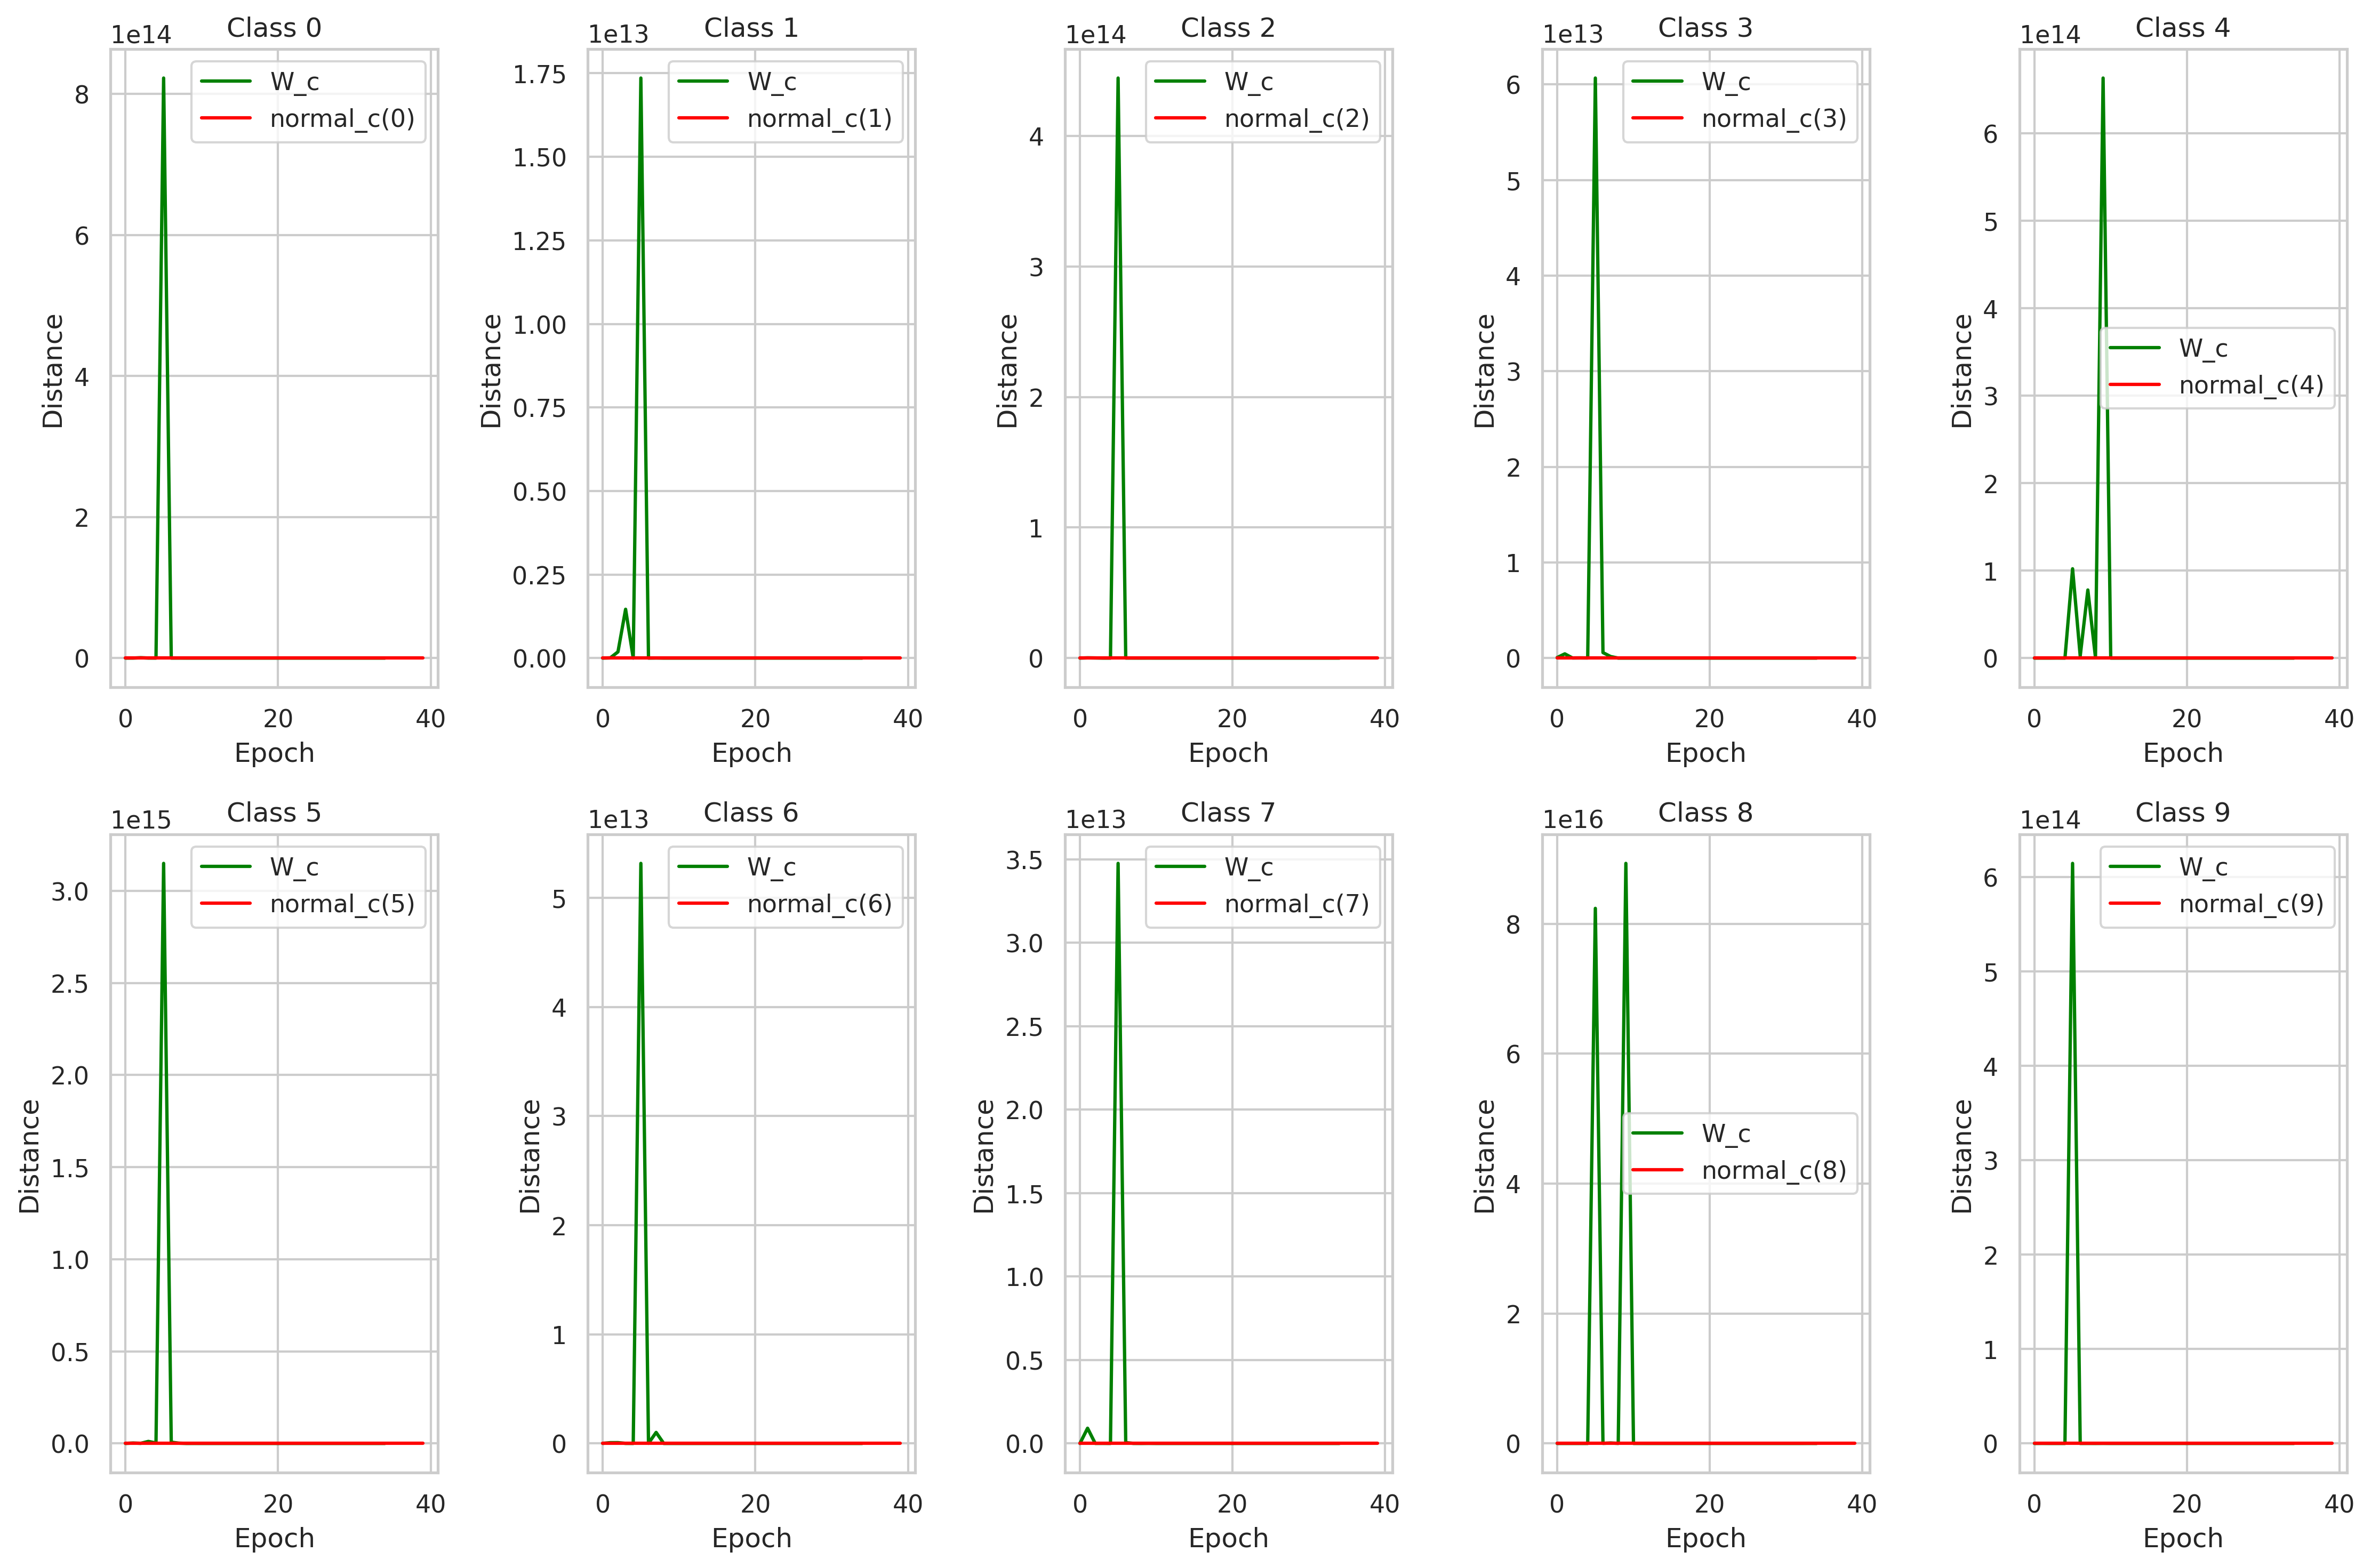 Class 0
1e14
W_c
normal_c(0)
8
6
4
2
0
Distance
0 20 40
Epoch
Class 1
1e13
W_c
normal_c(1)
1.75
1.50
1.25
1.00
0.75
0.50
0.25
0.00
Distance
0 20 40
Epoch
Class 2
1e14
W_c
normal_c(2)
4
3
2
1
0
Distance
0 20 40
Epoch
Class 3
1e13
W_c
normal_c(3)
6
5
4
3
2
1
0
Distance
0 20 40
Epoch
Class 4
1e14
W_c
normal_c(4)
6
5
4
3
2
1
0
Distance
0 20 40
Epoch
Class 5
1e15
W_c
normal_c(5)
3.0
2.5
2.0
1.5
1.0
0.5
0.0
Distance
0 20 40
Epoch
Class 6
1e13
W_c
normal_c(6)
5
4
3
2
1
0
Distance
0 20 40
Epoch
Class 7
1e13
W_c
normal_c(7)
3.5
3.0
2.5
2.0
1.5
1.0
0.5
0.0
Distance
0 20 40
Epoch
Class 8
1e16
W_c
normal_c(8)
8
6
4
2
0
Distance
0 20 40
Epoch
Class 9
1e14
W_c
normal_c(9)
6
5
4
3
2
1
0
Distance
0 20 40
Epoch